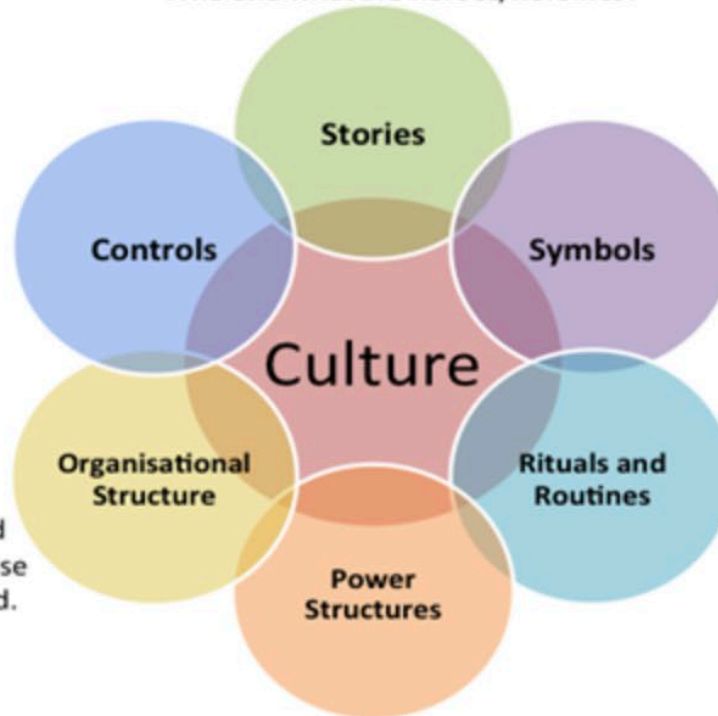 Stories
Controls
Symbols
Culture
Organisational
Structure
Rituals and
Routines
Power
Structures